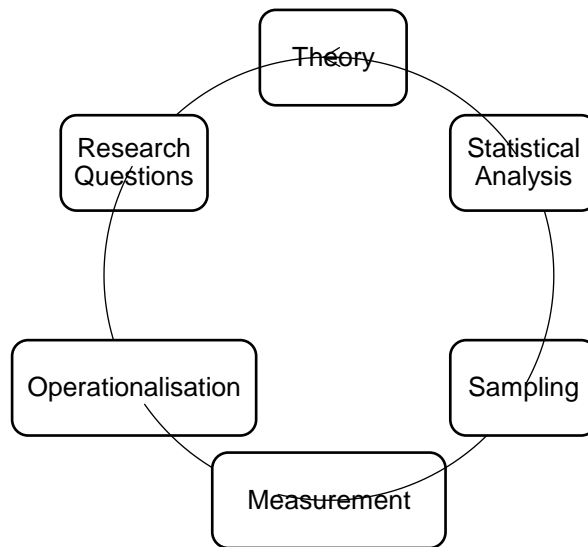 Theory
Research
Questions
Statistical
Analysis
Operationalisation
Sampling
Measurement